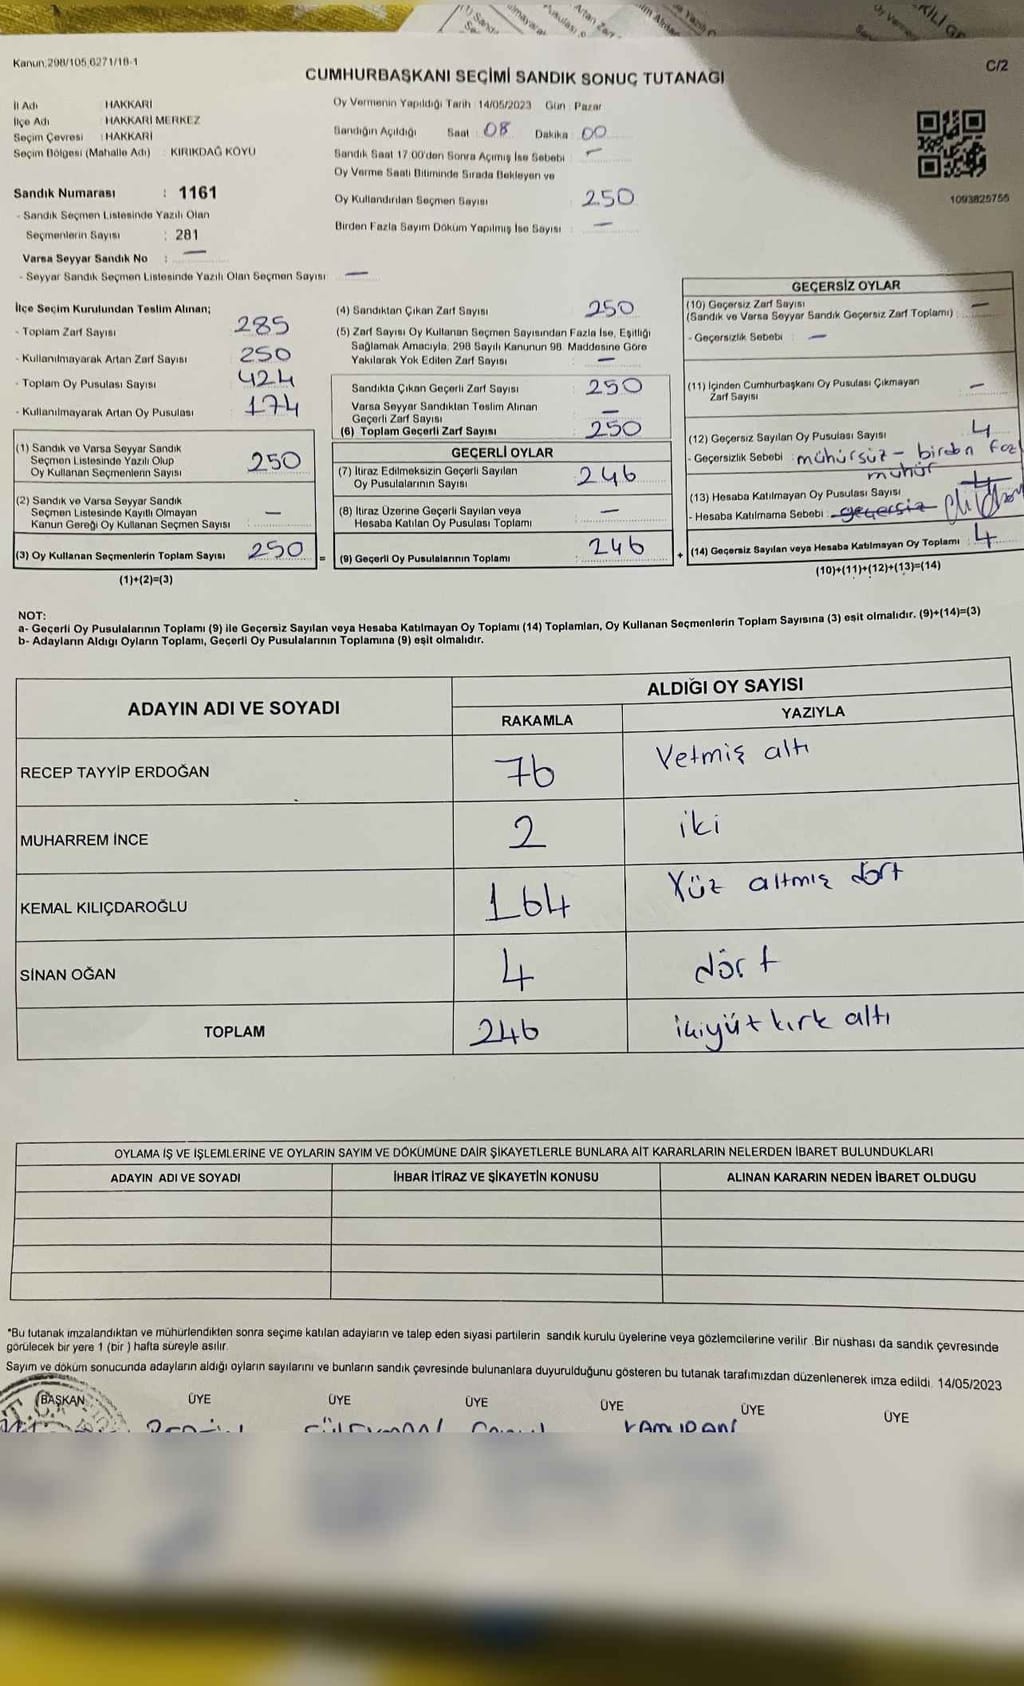 Kanun.298/105,6271/18-1
C/2
CUMHURBAŞKANI SEÇİMİ SANDIK SONUÇ TUTANAĞI
İl Adı HAKKARİ
İlçe Adı HAKKARİ MERKEZ
Seçim Çevresi : HAKKARİ
Seçim Bölgesi (Mahalle Adı) KIRIKDAĞ KÖYÜ
Sandık Numarası : 1161
- Sandık Seçmen Listesinde Yazılı Olan
Seçmenlerin Sayısı : 281
Varsa Seyyar Sandık No : —
- Seyyar Sandık Seçmen Listesinde Yazılı Olan Seçmen Sayısı —
Oy Vermenin Yapıldığı Tarih : 14/05/2023 Gün : Pazar
Sandığın Açıldığı Saat : 08 Dakika : 00
Sandık Saat 17:00'den Sonra Açmış İse Sebebi : —
Oy Verme Saati Bitiminde Sırada Bekleyen ve
Oy Kullandırılan Seçmen Sayısı 250
Birden Fazla Sayım Döküm Yapılmış İse Sayısı : —
1093825755
İlçe Seçim Kurulundan Teslim Alınan;
- Toplam Zarf Sayısı 285
- Kullanılmayarak Artan Zarf Sayısı 250
- Toplam Oy Pusulası Sayısı 424
- Kullanılmayarak Artan Oy Pusulası 174
(1) Sandık ve Varsa Seyyar Sandık
Seçmen Listesinde Yazılı Olup
Oy Kullanan Seçmenlerin Sayısı 250
(2) Sandık ve Varsa Seyyar Sandık
Seçmen Listesinde Kayıtlı Olmayan
Kanun Gereği Oy Kullanan Seçmen Sayısı : —
(3) Oy Kullanan Seçmenlerin Toplam Sayısı 250 =
(1)+(2)=(3)
(4) Sandıktan Çıkan Zarf Sayısı 250
(5) Zarf Sayısı Oy Kullanan Seçmen Sayısından Fazla İse, Eşitliği
Sağlamak Amacıyla, 298 Sayılı Kanunun 98. Maddesine Göre
Yakılarak Yok Edilen Zarf Sayısı : —
Sandıkta Çıkan Geçerli Zarf Sayısı 250
Varsa Seyyar Sandıktan Teslim Alınan
Geçerli Zarf Sayısı : —
(6) Toplam Geçerli Zarf Sayısı 250
GEÇERLİ OYLAR
(7) İtiraz Edilmeksizin Geçerli Sayılan
Oy Pusulalarının Sayısı : 246
(8) İtiraz Üzerine Geçerli Sayılan veya
Hesaba Katılan Oy Pusulası Toplamı : —
(9) Geçerli Oy Pusulalarının Toplamı : 246 +
GEÇERSİZ OYLAR
(10) Geçersiz Zarf Sayısı —
(Sandık ve Varsa Seyyar Sandık Geçersiz Zarf Toplamı) :
- Geçersizlik Sebebi : —
(11) İçinden Cumhurbaşkanı Oy Pusulası Çıkmayan
Zarf Sayısı : —
(12) Geçersiz Sayılan Oy Pusulası Sayısı 4
- Geçersizlik Sebebi : mühürsüz - birden fazl
mühür
(13) Hesaba Katılmayan Oy Pusulası Sayısı
- Hesaba Katılmama Sebebi : geçersiz
(14) Geçersiz Sayılan veya Hesaba Katılmayan Oy Toplamı : 4
(10)+(11)+(12)+(13)=(14)
NOT:
a- Geçerli Oy Pusulalarının Toplamı (9) ile Geçersiz Sayılan veya Hesaba Katılmayan Oy Toplamı (14) Toplamları, Oy Kullanan Seçmenlerin Toplam Sayısına (3) eşit olmalıdır. (9)+(14)=(3)
b- Adayların Aldığı Oyların Toplamı, Geçerli Oy Pusulalarının Toplamına (9) eşit olmalıdır.
ADAYIN ADI VE SOYADI ALDIĞI OY SAYISI
RAKAMLA YAZIYLA
RECEP TAYYİP ERDOĞAN 76 Yetmiş altı
MUHARREM İNCE 2 iki
KEMAL KILIÇDAROĞLU 164 Yüz altmış dört
SİNAN OĞAN 4 dört
TOPLAM 246 ikiyüz kırk altı
OYLAMA İŞ VE İŞLEMLERİNE VE OYLARIN SAYIM VE DÖKÜMÜNE DAİR ŞİKAYETLERLE BUNLARA AİT KARARLARIN NELERDEN İBARET BULUNDUKLARI
ADAYIN ADI VE SOYADI İHBAR İTİRAZ VE ŞİKAYETİN KONUSU ALINAN KARARIN NEDEN İBARET OLDUGU
*Bu tutanak imzalandıktan ve mühürlendikten sonra seçime katılan adayların ve talep eden siyasi partilerin sandık kurulu üyelerine veya gözlemcilerine verilir. Bir nüshası da sandık çevresinde
görülecek bir yere 1 (bir ) hafta süreyle asılır.
Sayım ve döküm sonucunda adayların aldığı oyların sayılarını ve bunların sandık çevresinde bulunanlara duyurulduğunu gösteren bu tutanak tarafımızdan düzenlenerek imza edildi. 14/05/2023
BAŞKAN ÜYE ÜYE ÜYE ÜYE ÜYE ÜYE